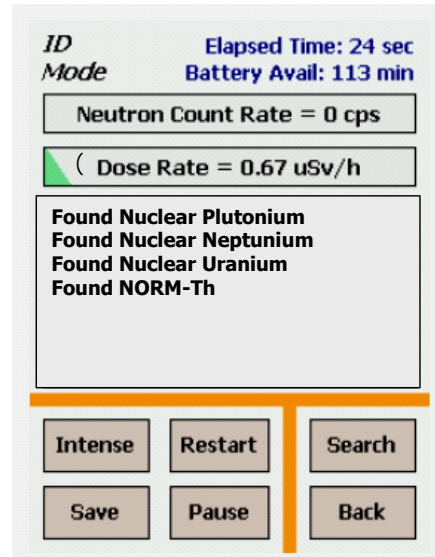 ID Mode
Elapsed Time: 24 sec
Battery Avail: 113 min
Neutron Count Rate = 0 cps
( Dose Rate = 0.67 uSv/h
Found Nuclear Plutonium
Found Nuclear Neptunium
Found Nuclear Uranium
Found NORM-Th
Intense Restart Search
Save Pause Back